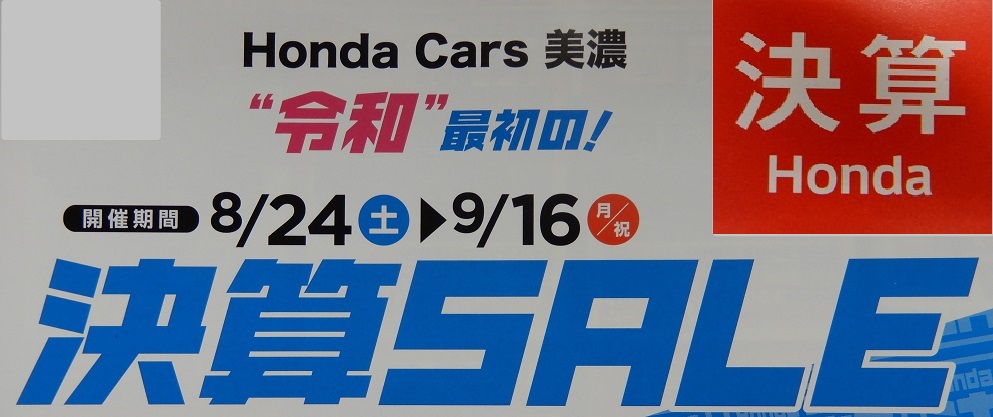 Honda Cars 美濃
“令和”最初の!
決算
Honda
開催期間 8/24 土 ▶ 9/16 月/祝
決算SALE